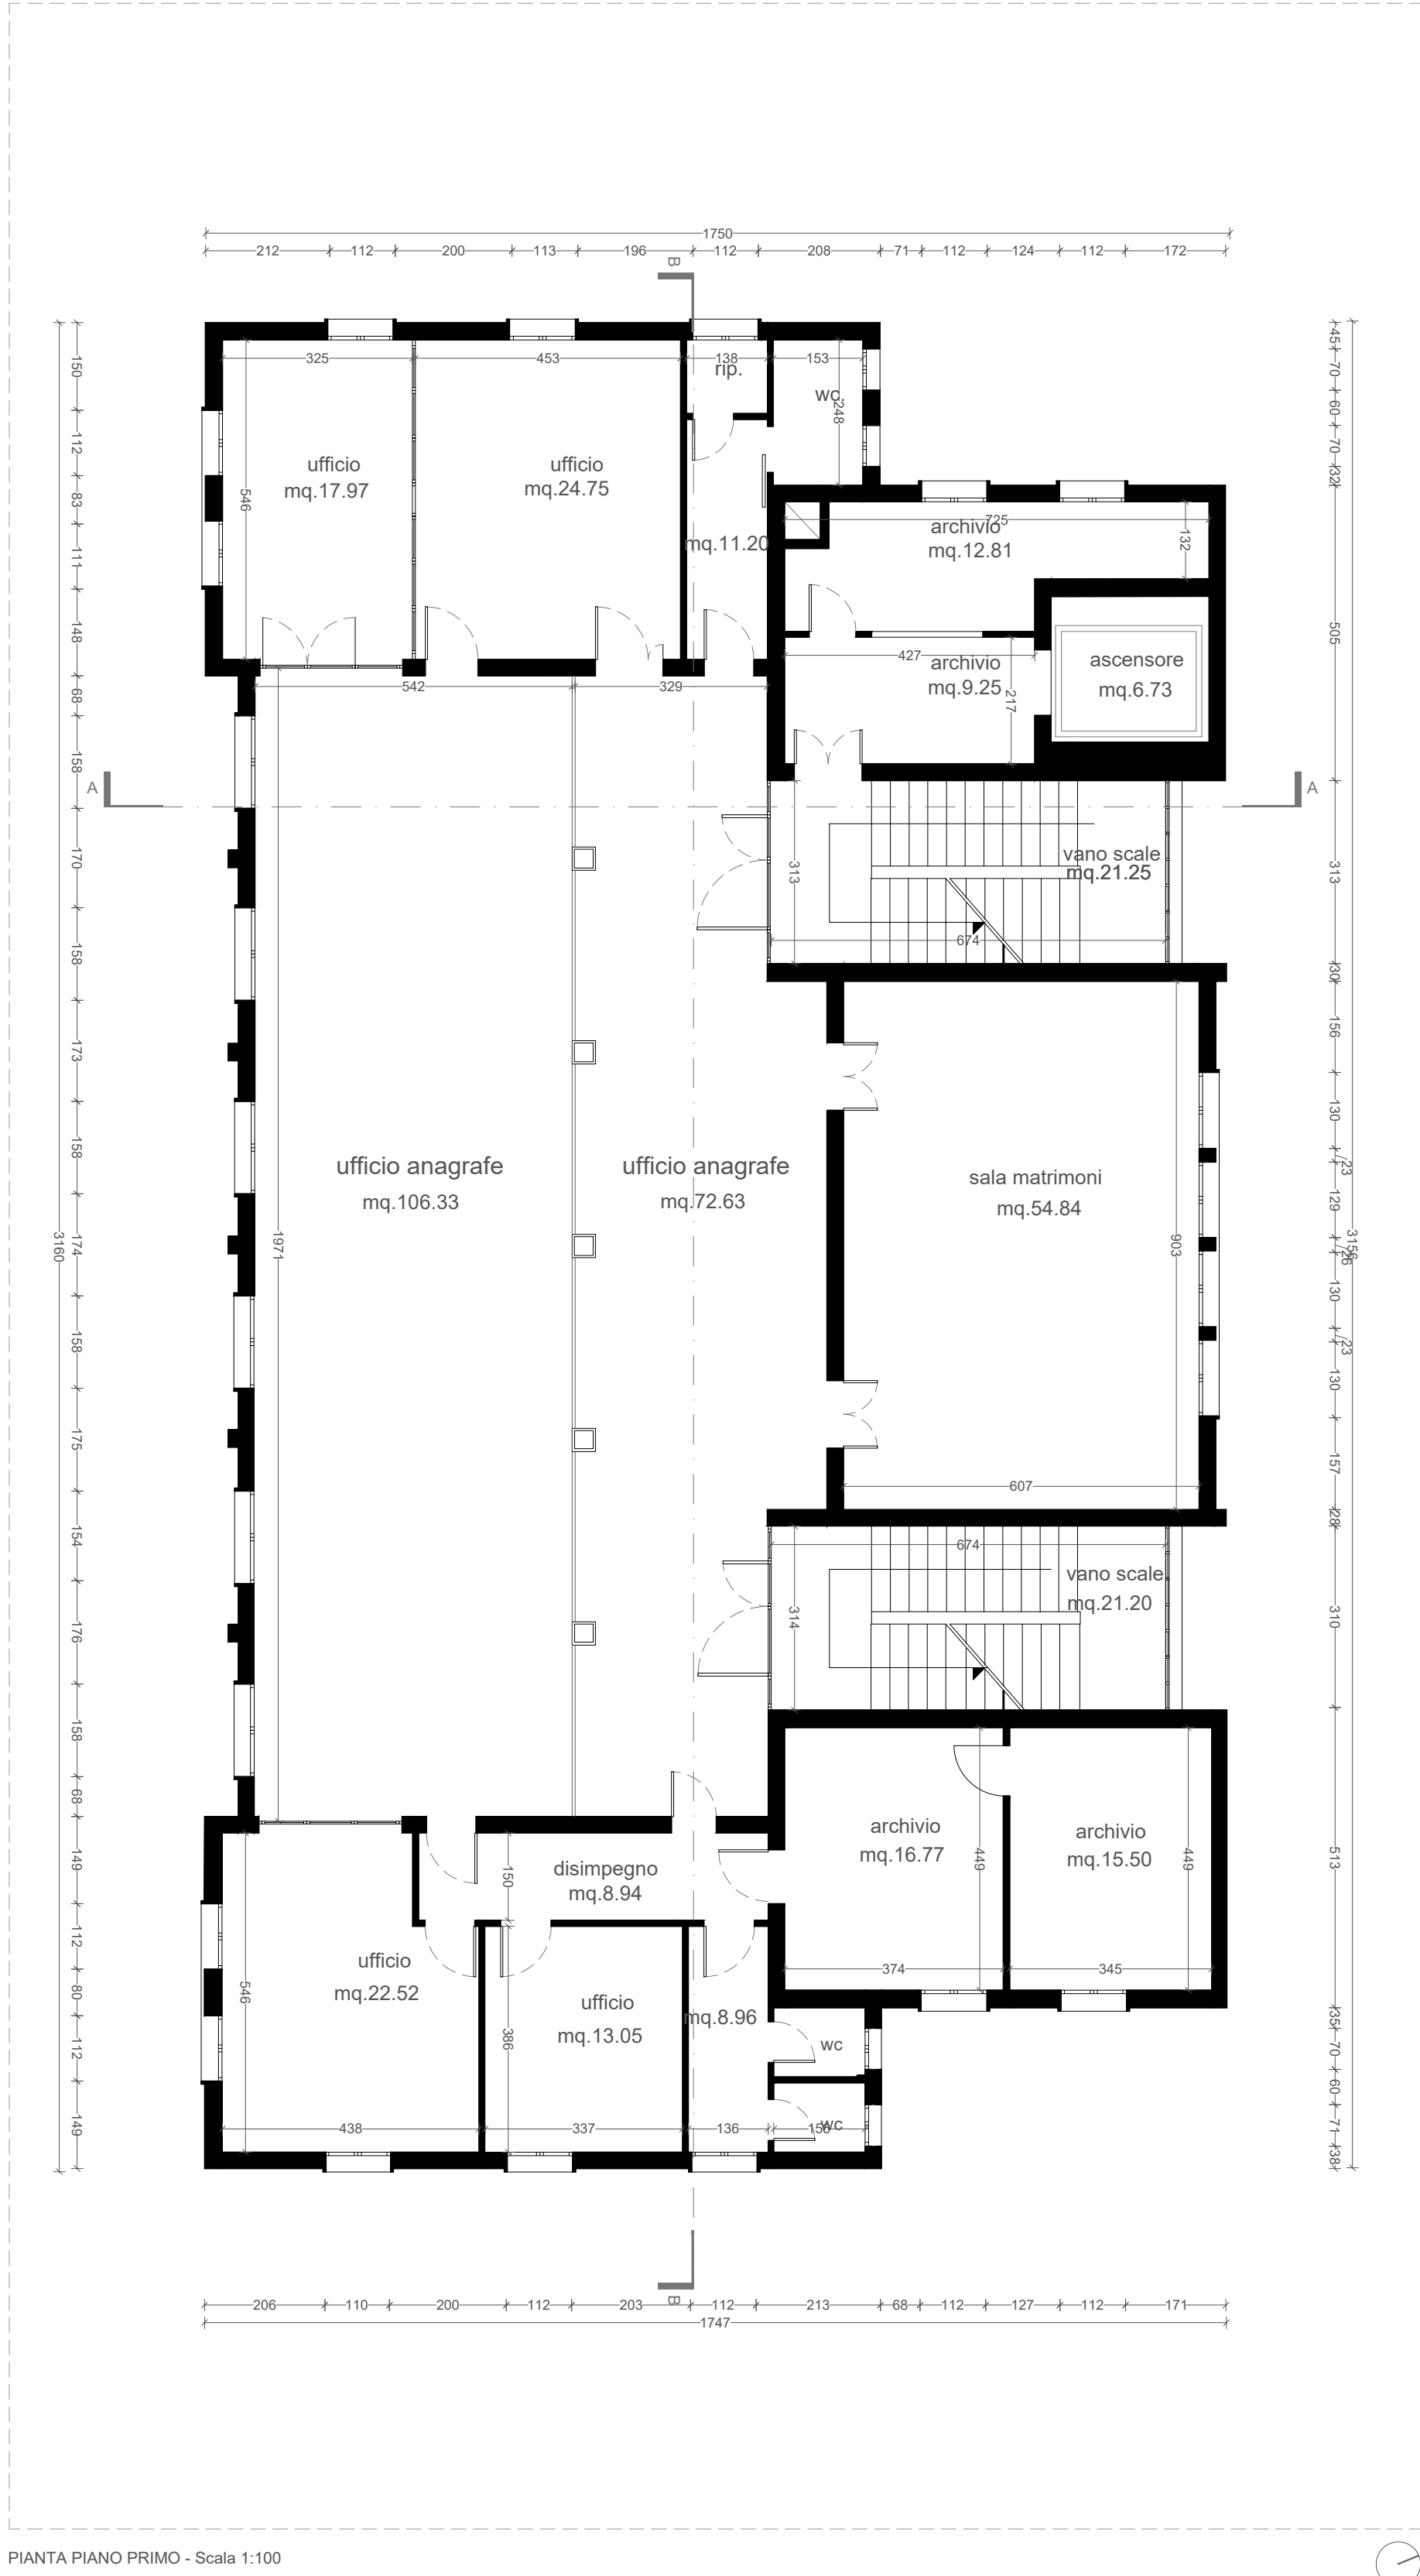 1750
212 112 200 113 196 112 208 71 112 124 112 172
B
325 453 138 153
rip.
wc.
248
ufficio
mq.17.97
ufficio
mq.24.75
546
mq.11.20
725
archivio
mq.12.81
132
427
archivio
mq.9.25
217
ascensore
mq.6.73
542 329
A A
vano scale
mq.21.25
313
674
ufficio anagrafe
mq.106.33
ufficio anagrafe
mq.72.63
sala matrimoni
mq.54.84
1971
903
607
674
vano scale
mq.21.20
314
archivio
mq.16.77
archivio
mq.15.50
449 449
374 345
disimpegno
mq.8.94
150
ufficio
mq.22.52
546
ufficio
mq.13.05
386
mq.8.96
wc
wc
438 337 136 150
150
112
83
111
148
68
158
170
158
173
158
174
158
175
154
176
158
68
149
112
80
112
149
3160
45
70
60
70
32
505
313
30
156
130
23
129
26
130
23
130
157
28
310
513
35
70
60
71
38
3156
B
206 110 200 112 203 112 213 68 112 127 112 171
1747
PIANTA PIANO PRIMO - Scala 1:100